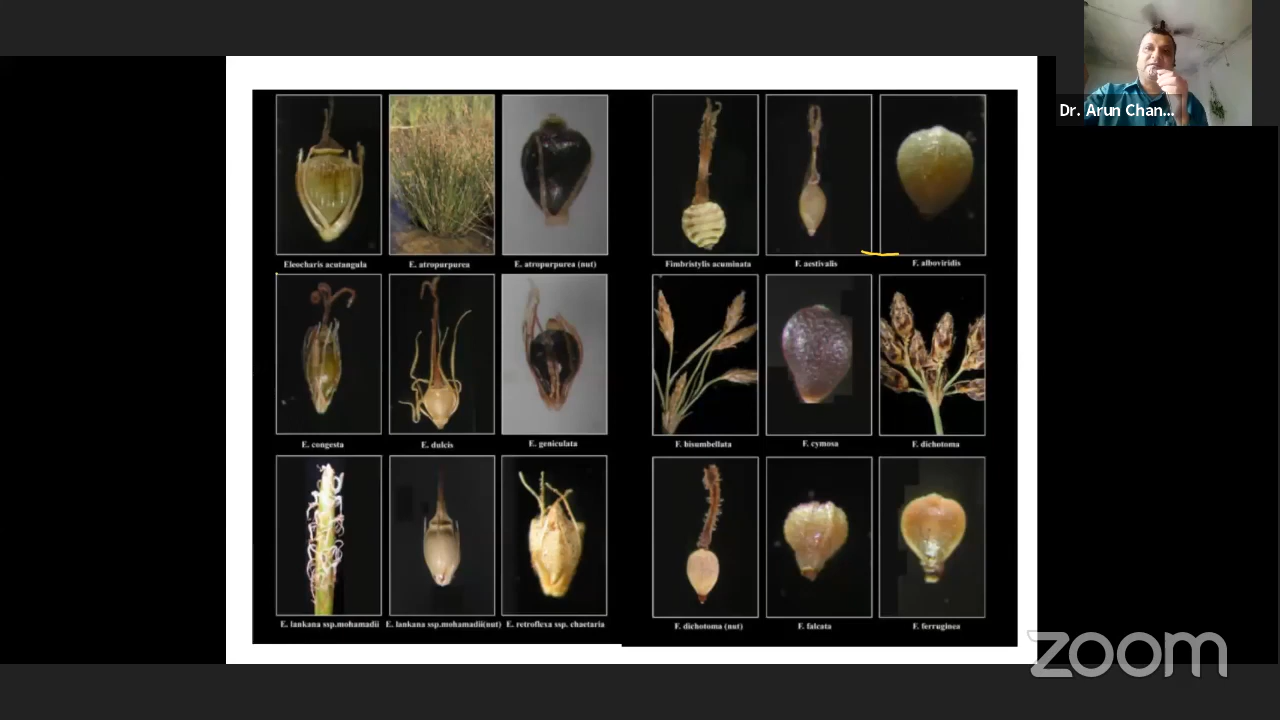 Dr. Arun Chan...
Eleocharis acutangula
E. atropurpurea
E. atropurpurea (nut)
Fimbristylis acuminata
F. aestivalis
F. alboviridis
E. congesta
E. dulcis
E. geniculata
F. bisumbellata
F. cymosa
F. dichotoma
E. lankana ssp.mohamadii
E. lankana ssp.mohamadii(nut)
E. retroflexa ssp. chaetaria
F. dichotoma (nut)
F. falcata
F. ferruginea
zoom